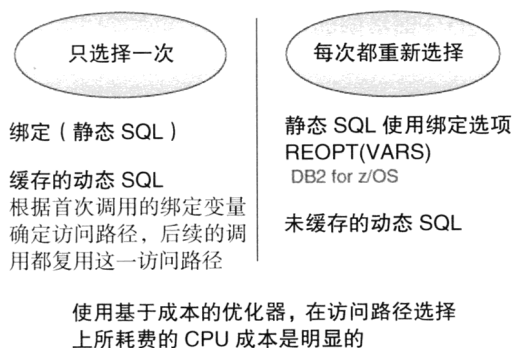 只选择一次
绑定（静态 SQL）
缓存的动态 SQL
根据首次调用的绑定变量
确定访问路径，后续的调
用都复用这一访问路径
每次都重新选择
静态 SQL 使用绑定选项
REOPT(VARS)
DB2 for z/OS
未缓存的动态 SQL
使用基于成本的优化器，在访问路径选择
上所耗费的 CPU 成本是明显的